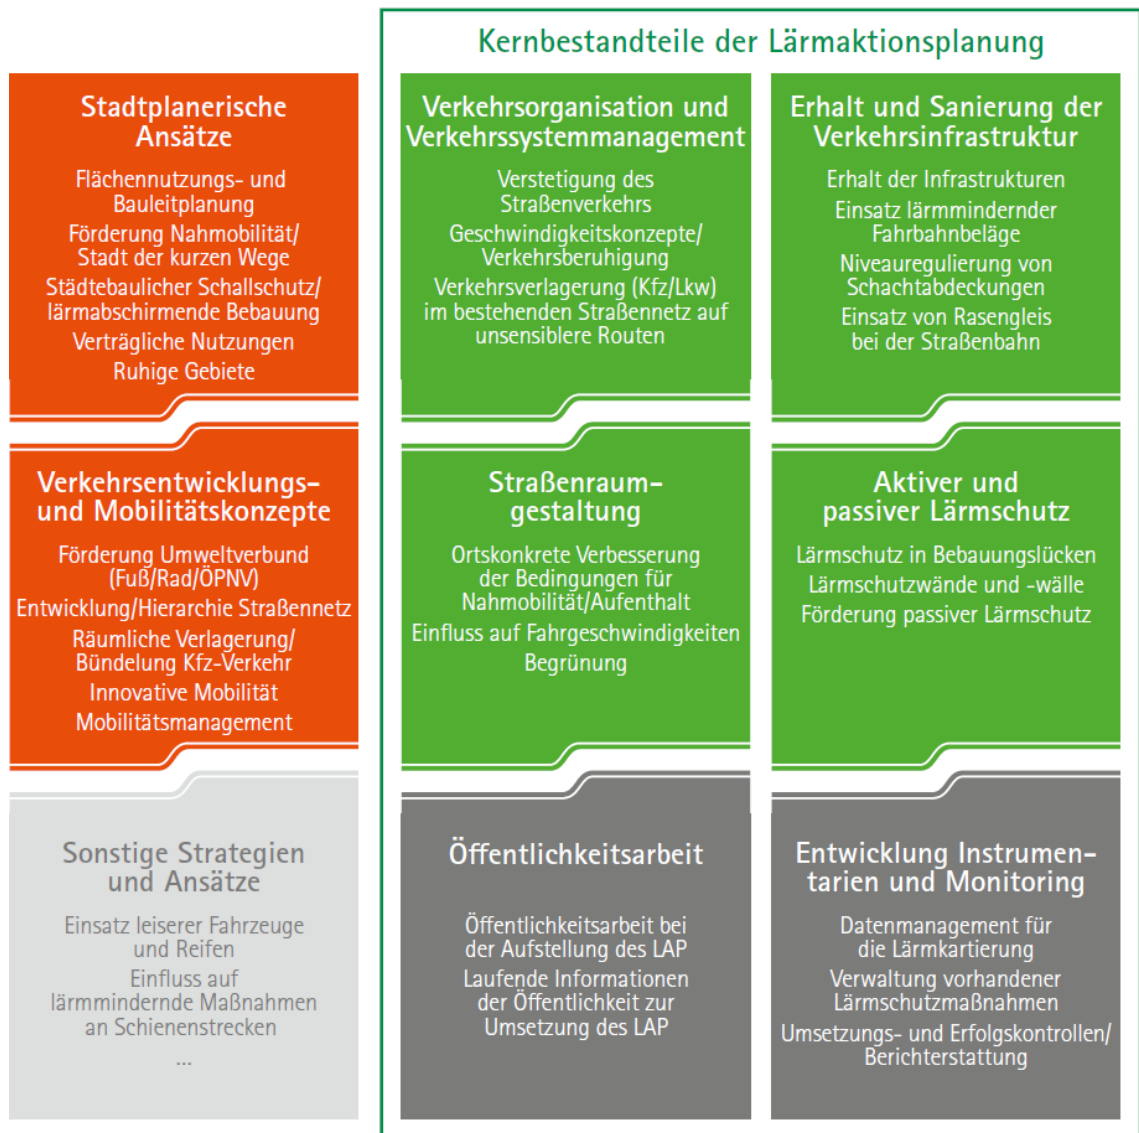 Kernbestandteile der Lärmaktionsplanung
Stadtplanerische
Ansätze
Flächennutzungs- und
Bauleitplanung
Förderung Nahmobilität/
Stadt der kurzen Wege
Städtebaulicher Schallschutz/
lärmabschirmende Bebauung
Verträgliche Nutzungen
Ruhige Gebiete
Verkehrsorganisation und
Verkehrssystemmanagement
Verstetigung des
Straßenverkehrs
Geschwindigkeitskonzepte/
Verkehrsberuhigung
Verkehrsverlagerung (Kfz/Lkw)
im bestehenden Straßennetz auf
unsensiblere Routen
Erhalt und Sanierung der
Verkehrsinfrastruktur
Erhalt der Infrastrukturen
Einsatz lärmmindernder
Fahrbahnbeläge
Niveauregulierung von
Schachtabdeckungen
Einsatz von Rasengleis
bei der Straßenbahn
Verkehrsentwicklungs-
und Mobilitätskonzepte
Förderung Umweltverbund
(Fuß/Rad/ÖPNV)
Entwicklung/Hierarchie Straßennetz
Räumliche Verlagerung/
Bündelung Kfz-Verkehr
Innovative Mobilität
Mobilitätsmanagement
Straßenraum-
gestaltung
Ortskonkrete Verbesserung
der Bedingungen für
Nahmobilität/Aufenthalt
Einfluss auf Fahrgeschwindigkeiten
Begrünung
Aktiver und
passiver Lärmschutz
Lärmschutz in Bebauungslücken
Lärmschutzwände und -wälle
Förderung passiver Lärmschutz
Sonstige Strategien
und Ansätze
Einsatz leiserer Fahrzeuge
und Reifen
Einfluss auf
lärmmindernde Maßnahmen
an Schienenstrecken
...
Öffentlichkeitsarbeit
Öffentlichkeitsarbeit bei
der Aufstellung des LAP
Laufende Informationen
der Öffentlichkeit zur
Umsetzung des LAP
Entwicklung Instrumen-
tarien und Monitoring
Datenmanagement für
die Lärmkartierung
Verwaltung vorhandener
Lärmschutzmaßnahmen
Umsetzungs- und Erfolgskontrollen/
Berichterstattung